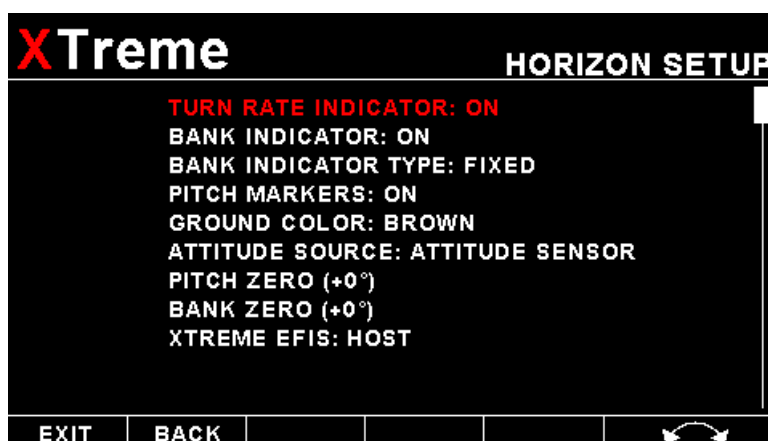 XTreme
HORIZON SETUP
TURN RATE INDICATOR: ON
BANK INDICATOR: ON
BANK INDICATOR TYPE: FIXED
PITCH MARKERS: ON
GROUND COLOR: BROWN
ATTITUDE SOURCE: ATTITUDE SENSOR
PITCH ZERO (+0°)
BANK ZERO (+0°)
XTREME EFIS: HOST
EXIT BACK